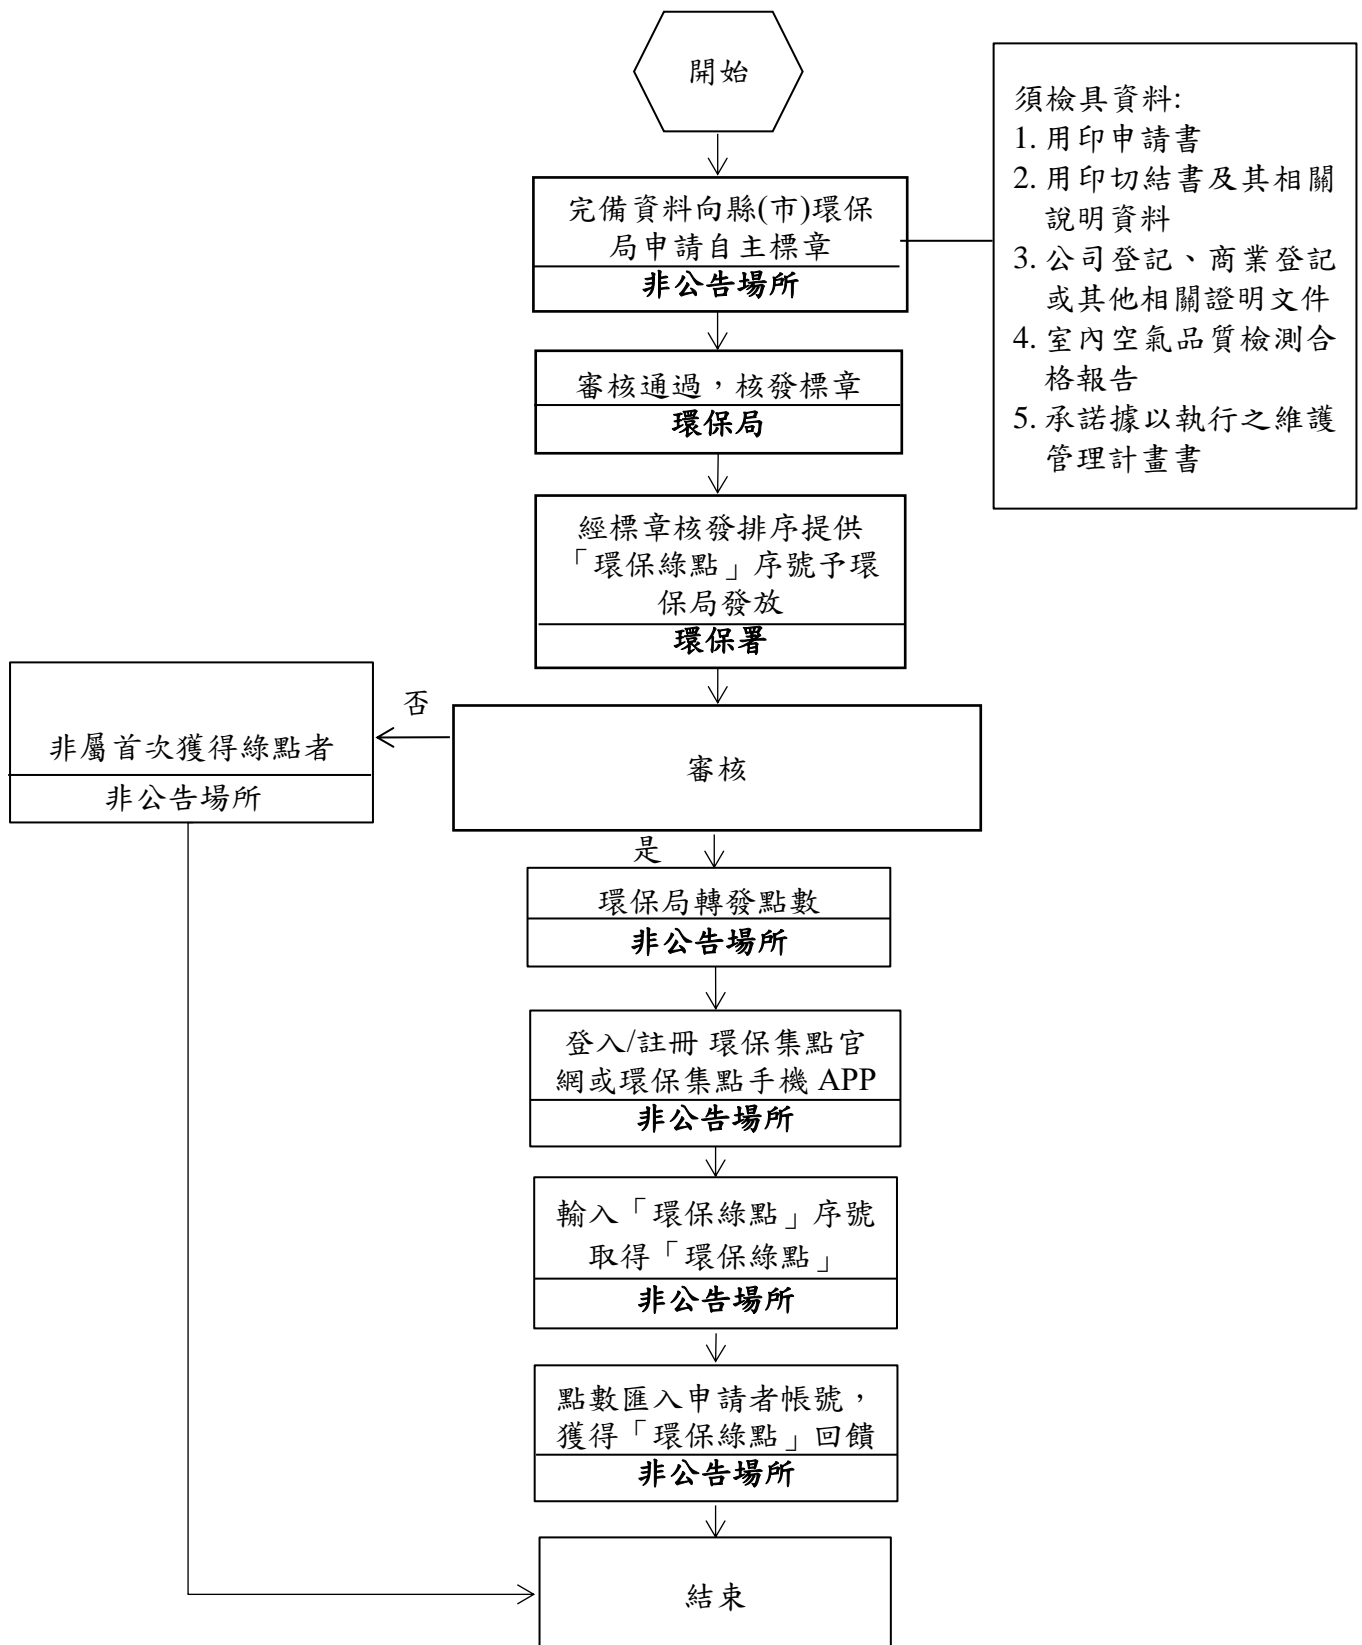 開始
須檢具資料:
1. 用印申請書
2. 用印切結書及其相關
說明資料
3. 公司登記、商業登記
或其他相關證明文件
4. 室內空氣品質檢測合
格報告
5. 承諾據以執行之維護
管理計畫書
完備資料向縣(市)環保
局申請自主標章
非公告場所
審核通過，核發標章
環保局
經標章核發排序提供
「環保綠點」序號予環
保局發放
環保署
否
非屬首次獲得綠點者
非公告場所
審核
是
環保局轉發點數
非公告場所
登入/註冊 環保集點官
網或環保集點手機 APP
非公告場所
輸入「環保綠點」序號
取得「環保綠點」
非公告場所
點數匯入申請者帳號，
獲得「環保綠點」回饋
非公告場所
結束